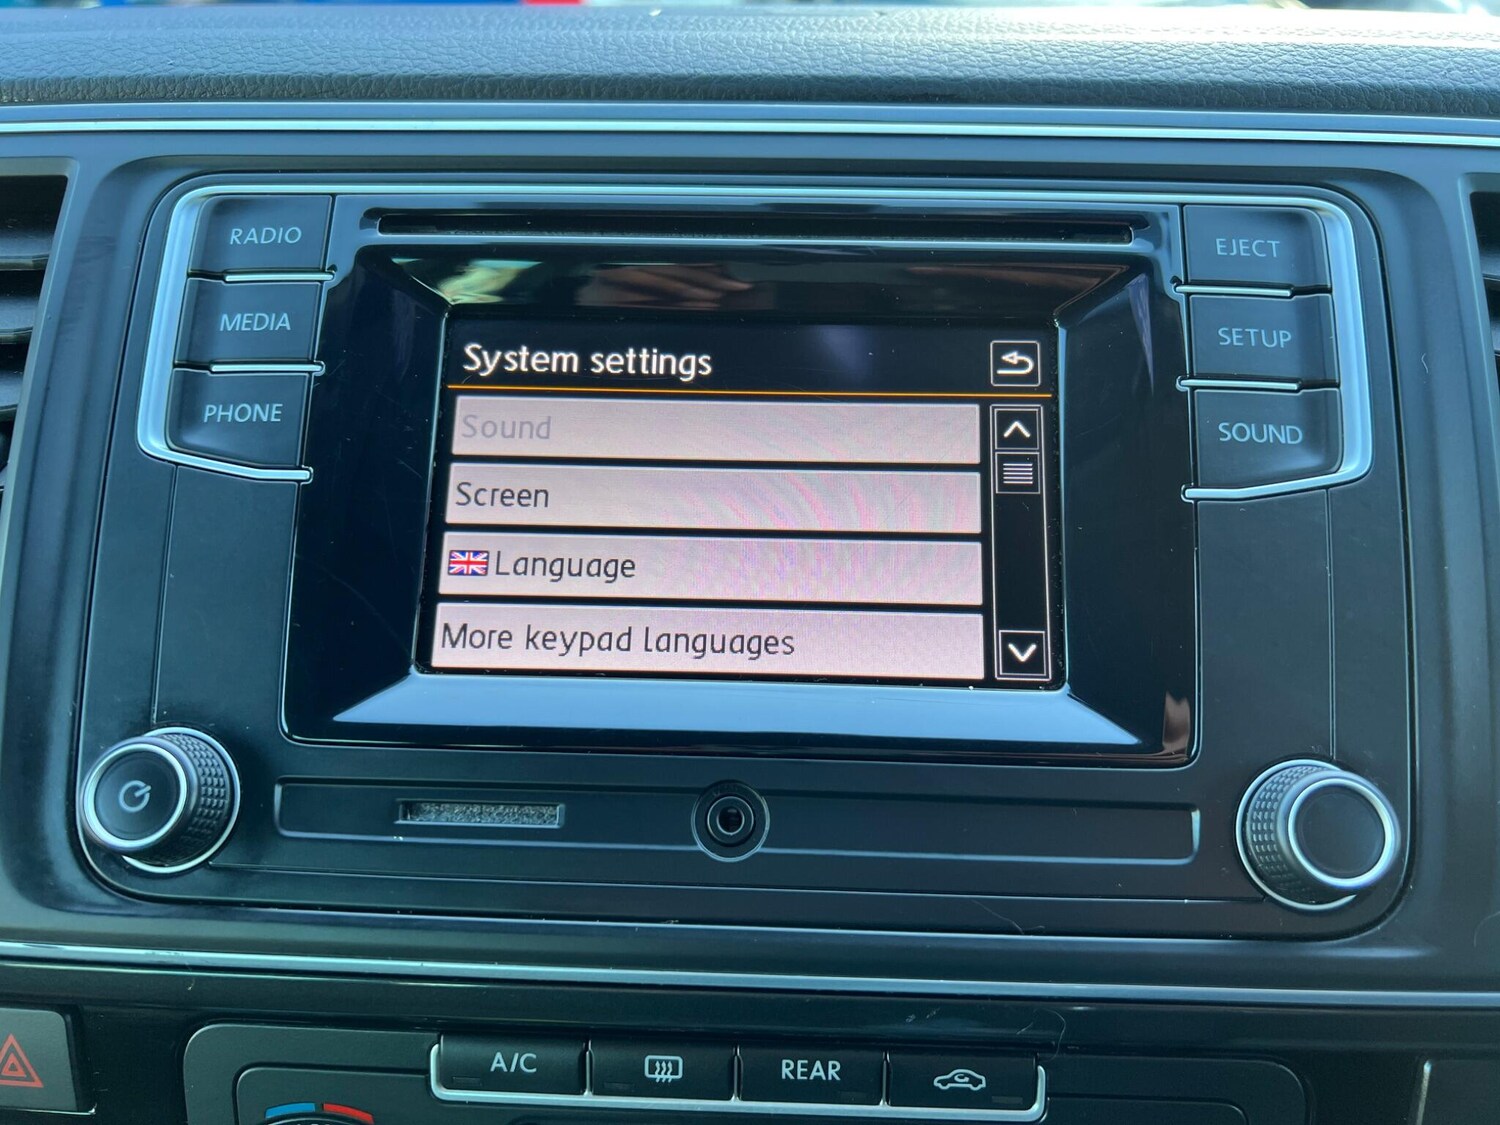 RADIO
MEDIA
PHONE
EJECT
SETUP
SOUND
System settings
Sound
Screen
Language
More keypad languages
A/C
REAR